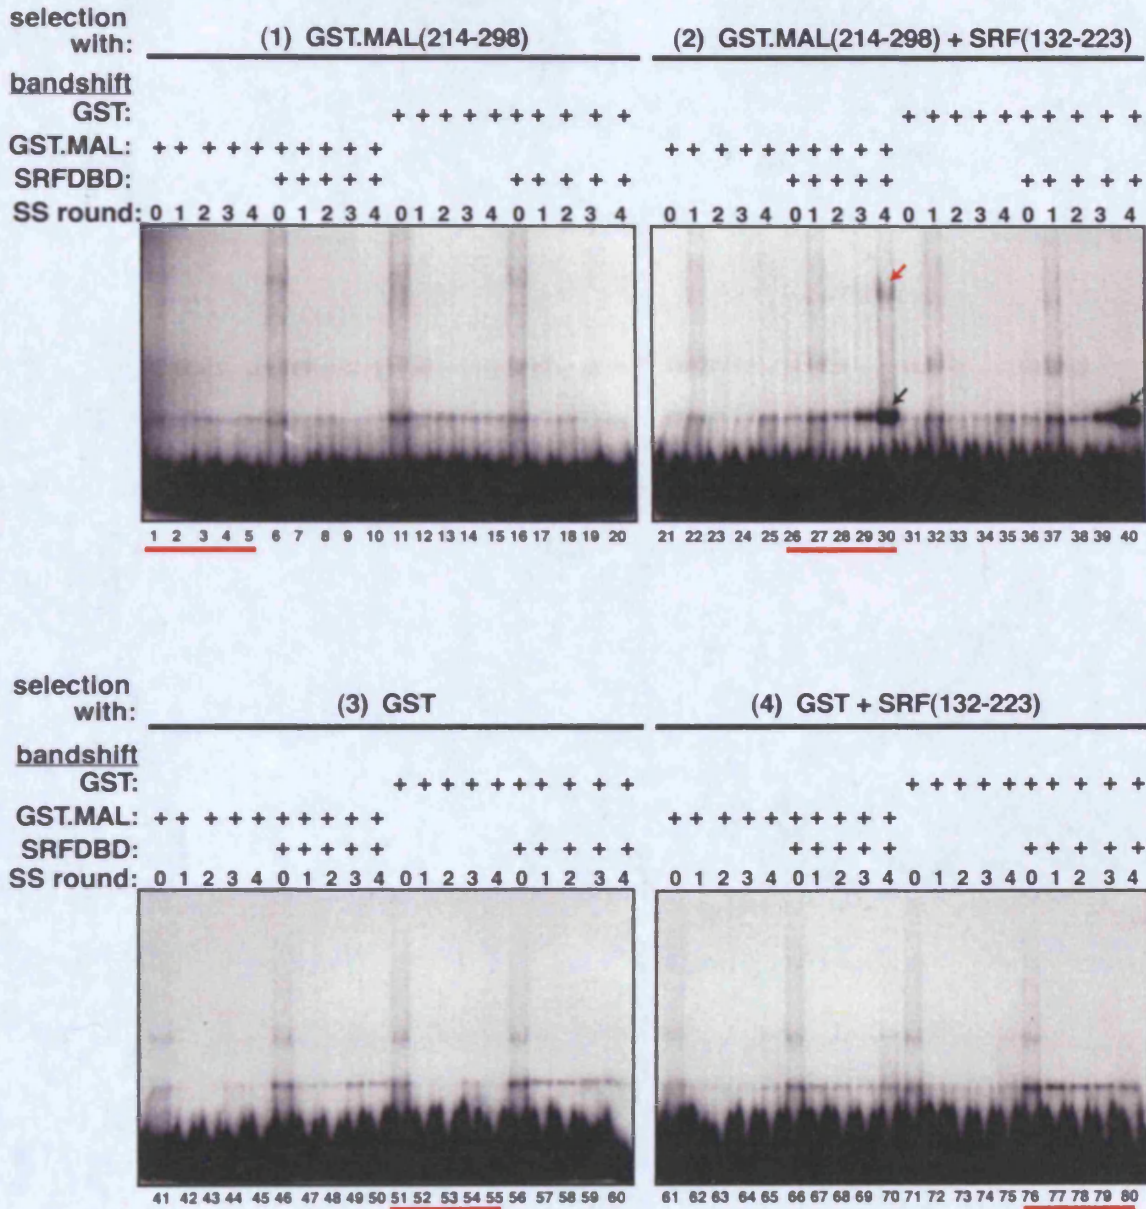 selection with: (1) GST.MAL(214-298) (2) GST.MAL(214-298) + SRF(132-223)
bandshift
GST: + + + + + + + + + + + + + + + + + + + +
GST.MAL: + + + + + + + + + + + + + + + + + + + +
SRFDBD: + + + + + + + + + + + + + + + + + + + +
SS round: 0 1 2 3 4 0 1 2 3 4 0 1 2 3 4 0 1 2 3 4 0 1 2 3 4 0 1 2 3 4 0 1 2 3 4 0 1 2 3 4
1 2 3 4 5 6 7 8 9 10 11 12 13 14 15 16 17 18 19 20 21 22 23 24 25 26 27 28 29 30 31 32 33 34 35 36 37 38 39 40
selection with: (3) GST (4) GST + SRF(132-223)
bandshift
GST: + + + + + + + + + + + + + + + + + + + +
GST.MAL: + + + + + + + + + + + + + + + + + + + +
SRFDBD: + + + + + + + + + + + + + + + + + + + +
SS round: 0 1 2 3 4 0 1 2 3 4 0 1 2 3 4 0 1 2 3 4 0 1 2 3 4 0 1 2 3 4 0 1 2 3 4 0 1 2 3 4
41 42 43 44 45 46 47 48 49 50 51 52 53 54 55 56 57 58 59 60 61 62 63 64 65 66 67 68 69 70 71 72 73 74 75 76 77 78 79 80